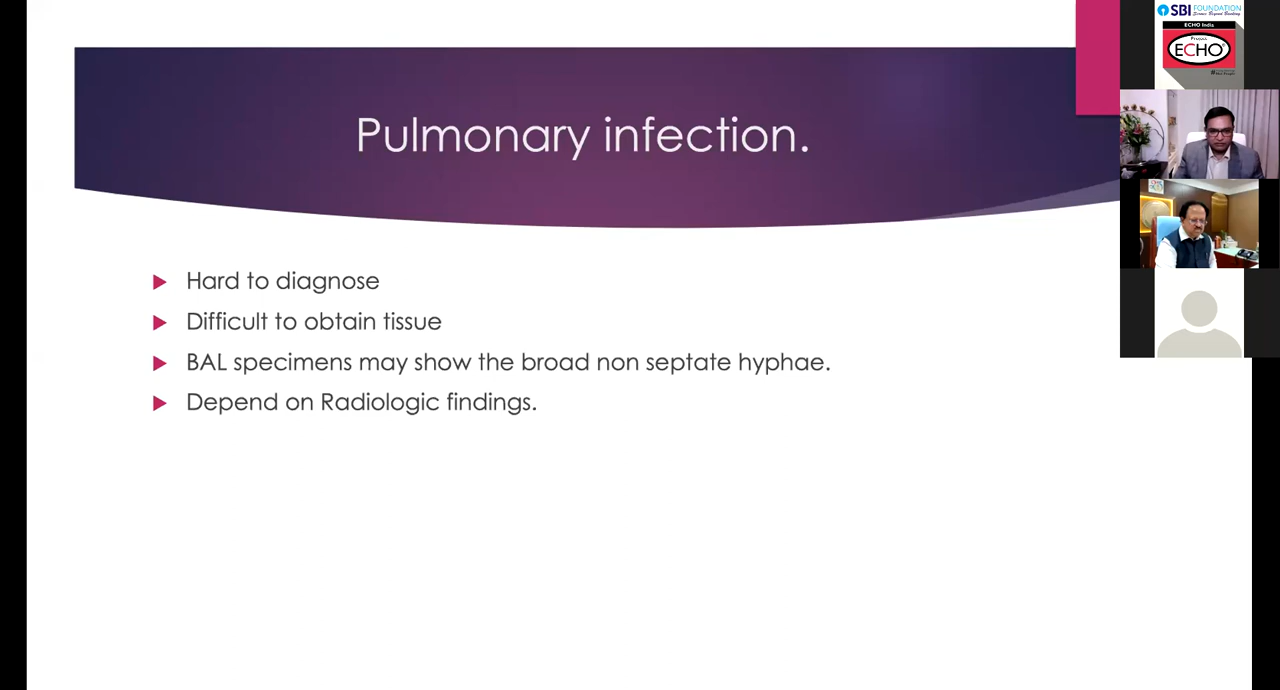 Pulmonary infection.
Hard to diagnose
Difficult to obtain tissue
BAL specimens may show the broad non septate hyphae.
Depend on Radiologic findings.
SBI FOUNDATION
ECHO India
Project
ECHO